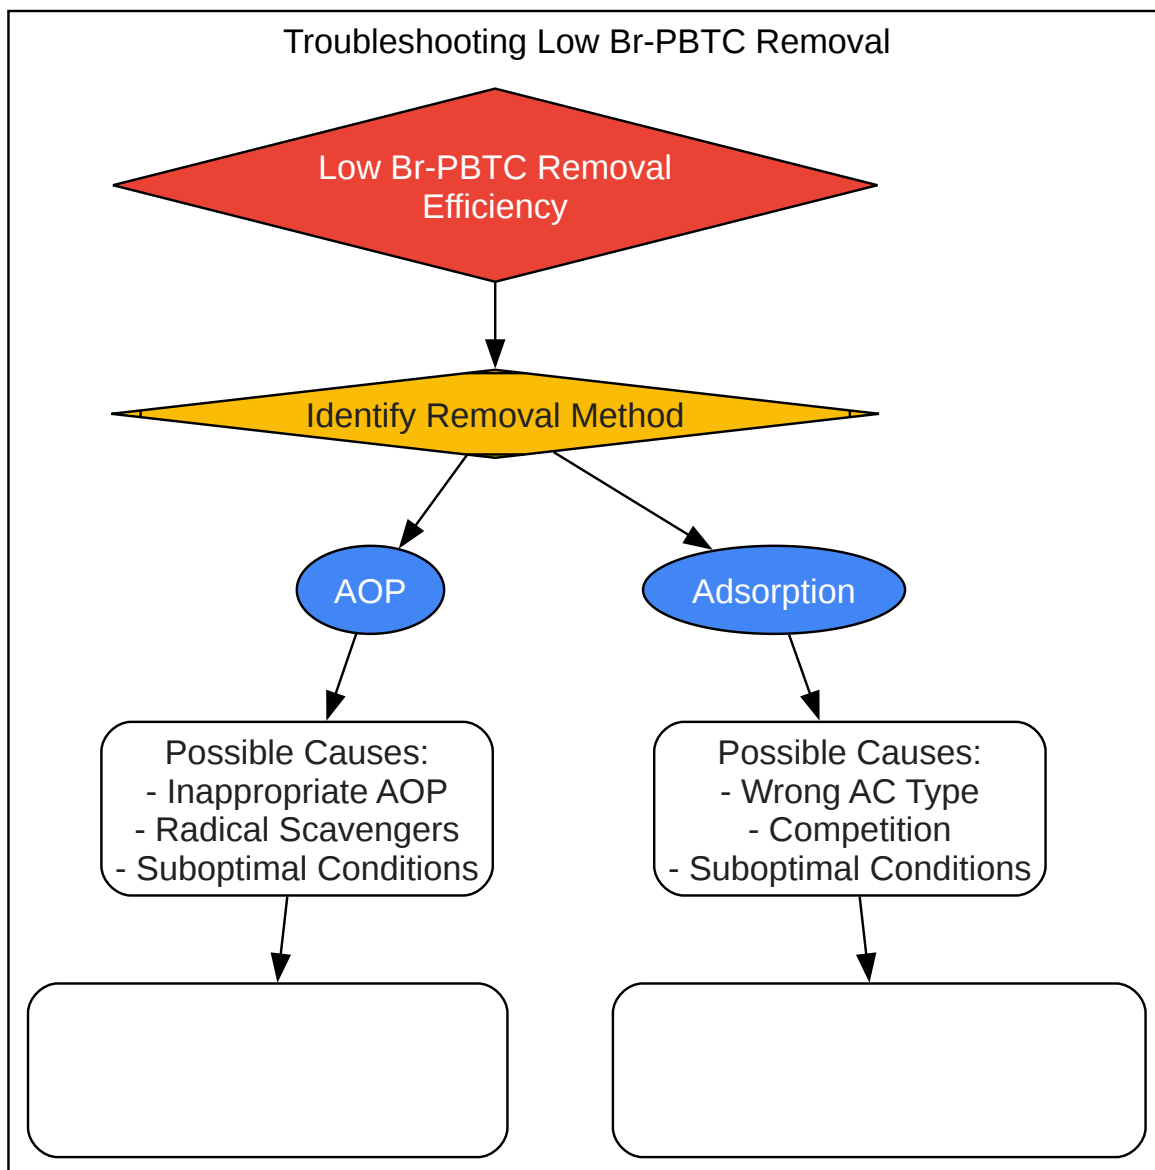 Troubleshooting Low Br-PBTC Removal
Low Br-PBTC Removal
Efficiency
Identify Removal Method
AOP
Adsorption
Possible Causes:
- Inappropriate AOP
- Radical Scavengers
- Suboptimal Conditions
Possible Causes:
- Wrong AC Type
- Competition
- Suboptimal Conditions